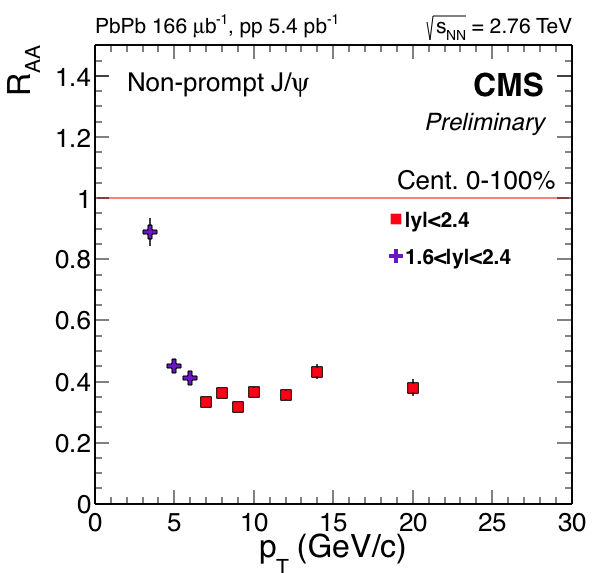 PbPb 166 μb⁻¹, pp 5.4 pb⁻¹
√sNN = 2.76 TeV
RAA
Non-prompt J/ψ
CMS
Preliminary
Cent. 0-100%
|y|<2.4
1.6<|y|<2.4
1.4
1.2
1
0.8
0.6
0.4
0.2
0
0 5 10 15 20 25 30
pT (GeV/c)